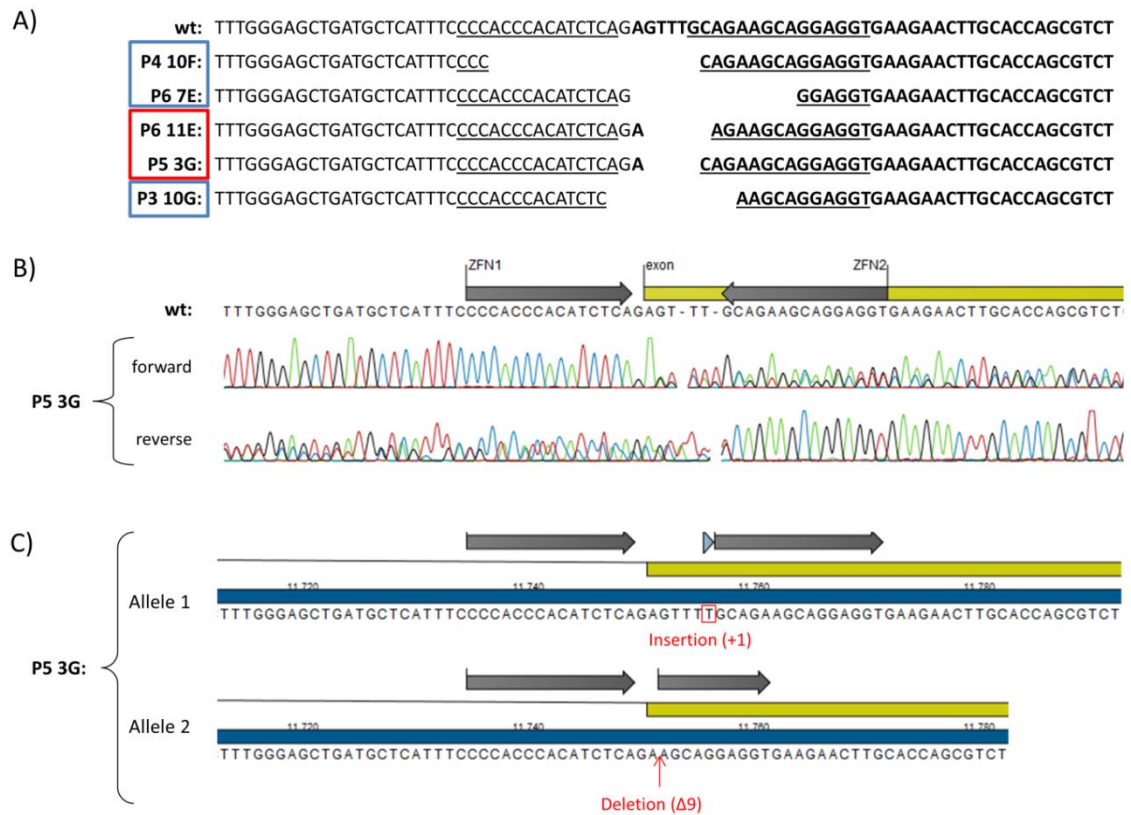 A)
wt: TTTGGGAGCTGATGCTCATTTCCCCACCCACATCTCAGAGTTTGCAGAAGCAGGAGGTGAAGAACTTGCACCAGCGTCT
P4 10F: TTTGGGAGCTGATGCTCATTTCCCC CAGAAGCAGGAGGTGAAGAACTTGCACCAGCGTCT
P6 7E: TTTGGGAGCTGATGCTCATTTCCCCACCCACATCTCAG GGAGGTGAAGAACTTGCACCAGCGTCT
P6 11E: TTTGGGAGCTGATGCTCATTTCCCCACCCACATCTCAGA AGAAGCAGGAGGTGAAGAACTTGCACCAGCGTCT
P5 3G: TTTGGGAGCTGATGCTCATTTCCCCACCCACATCTCAGA CAGAAGCAGGAGGTGAAGAACTTGCACCAGCGTCT
P3 10G: TTTGGGAGCTGATGCTCATTTCCCCACCCACATCTC AAGCAGGAGGTGAAGAACTTGCACCAGCGTCT
B)
ZFN1 exon ZFN2
wt: TTTGGGAGCTGATGCTCATTTCCCCACCCACATCTCAGAGT-TT-GCAGAAGCAGGAGGTGAAGAACTTGCACCAGCGTCT
forward
P5 3G
reverse
C)
11.720 11.740 11.760 11.780
Allele 1
TTTGGGAGCTGATGCTCATTTCCCCACCCACATCTCAGAGTTTTGCAGAAGCAGGAGGTGAAGAACTTGCACCAGCGTCT
Insertion (+1)
P5 3G:
11.720 11.740 11.760 11.780
Allele 2
TTTGGGAGCTGATGCTCATTTCCCCACCCACATCTCAGAAGCAGGAGGTGAAGAACTTGCACCAGCGTCT
Deletion (Δ9)